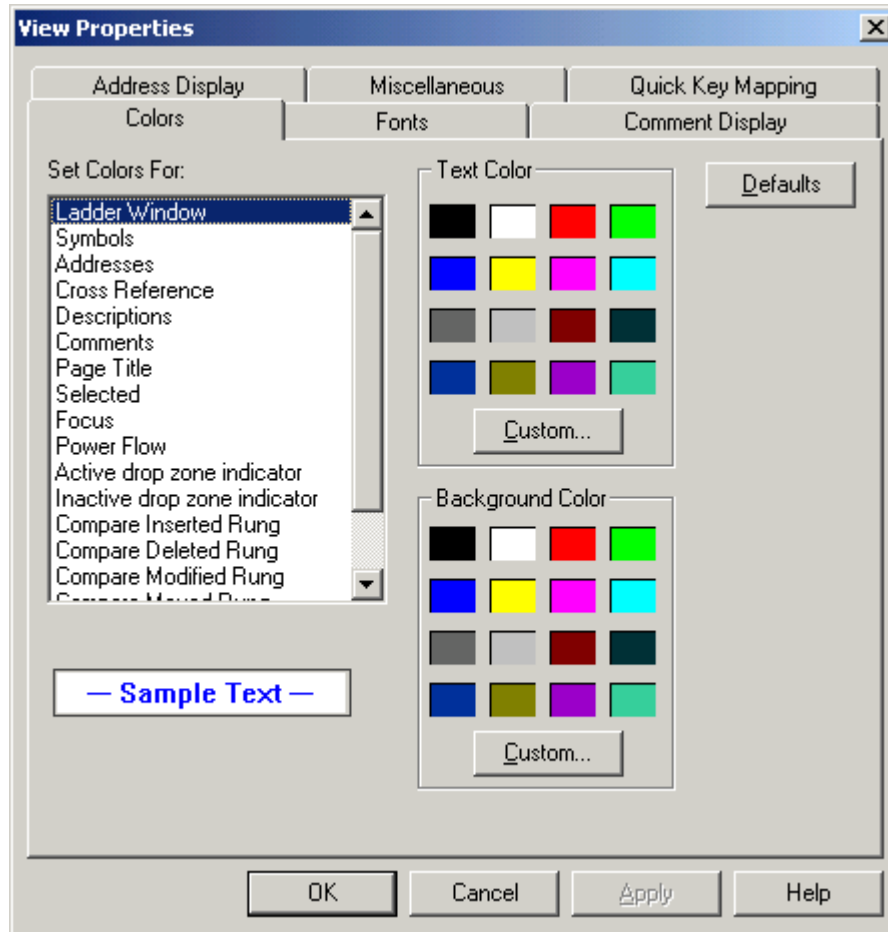 View Properties
Address Display
Miscellaneous
Quick Key Mapping
Colors
Fonts
Comment Display
Set Colors For:
Ladder Window
Symbols
Addresses
Cross Reference
Descriptions
Comments
Page Title
Selected
Focus
Power Flow
Active drop zone indicator
Inactive drop zone indicator
Compare Inserted Rung
Compare Deleted Rung
Compare Modified Rung
Compare Moved Rung
— Sample Text —
Text Color
Custom...
Background Color
Custom...
Defaults
OK
Cancel
Apply
Help